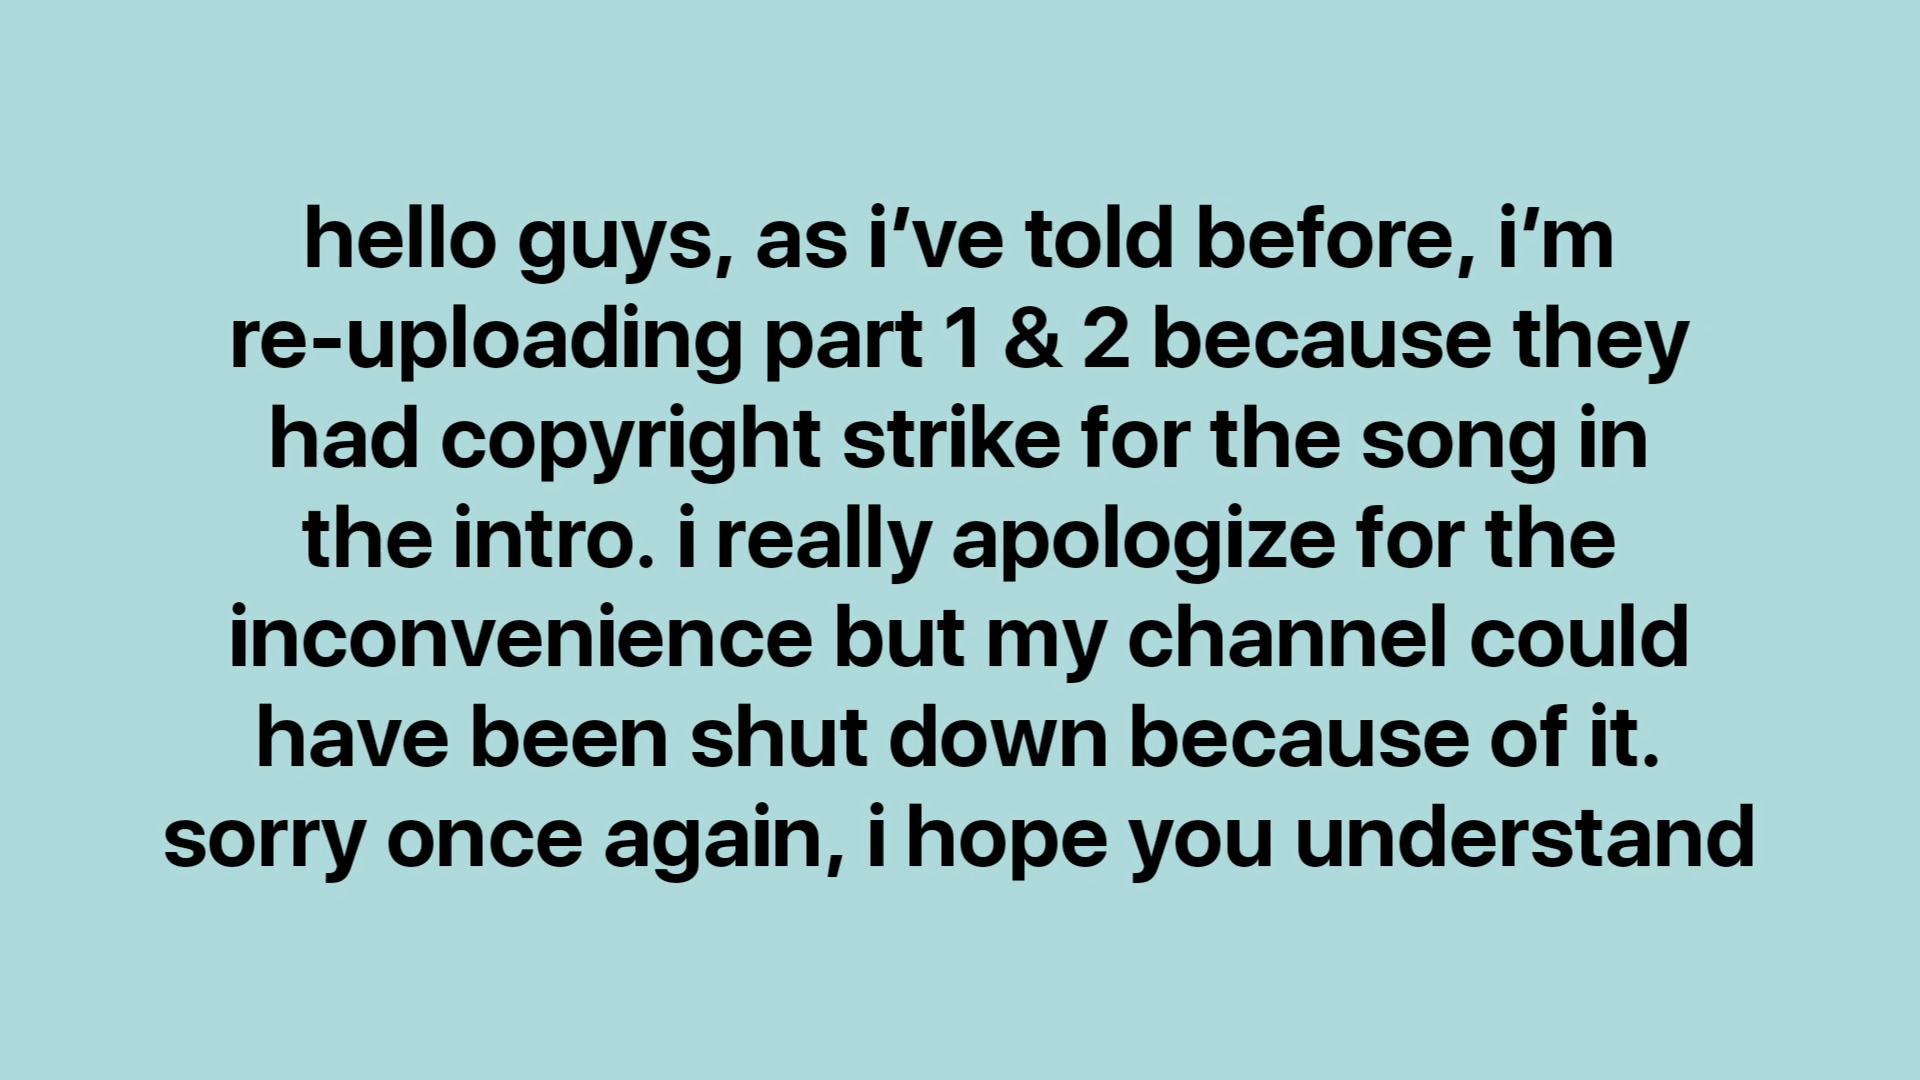 hello guys, as i’ve told before, i’m
re-uploading part 1 & 2 because they
had copyright strike for the song in
the intro. i really apologize for the
inconvenience but my channel could
have been shut down because of it.
sorry once again, i hope you understand